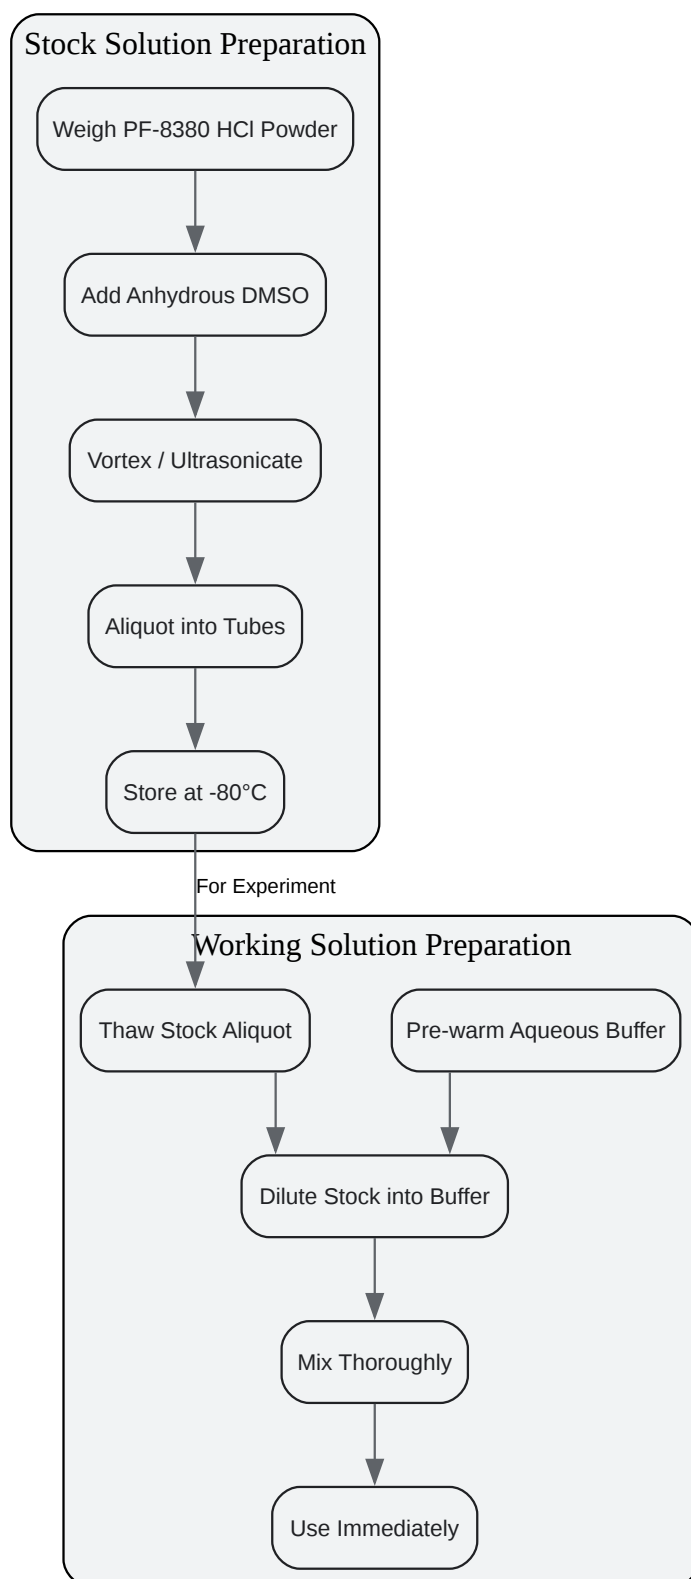 Stock Solution Preparation
Weigh PF-8380 HCl Powder
Add Anhydrous DMSO
Vortex / Ultrasonicate
Aliquot into Tubes
Store at -80°C
For Experiment
Working Solution Preparation
Thaw Stock Aliquot
Pre-warm Aqueous Buffer
Dilute Stock into Buffer
Mix Thoroughly
Use Immediately